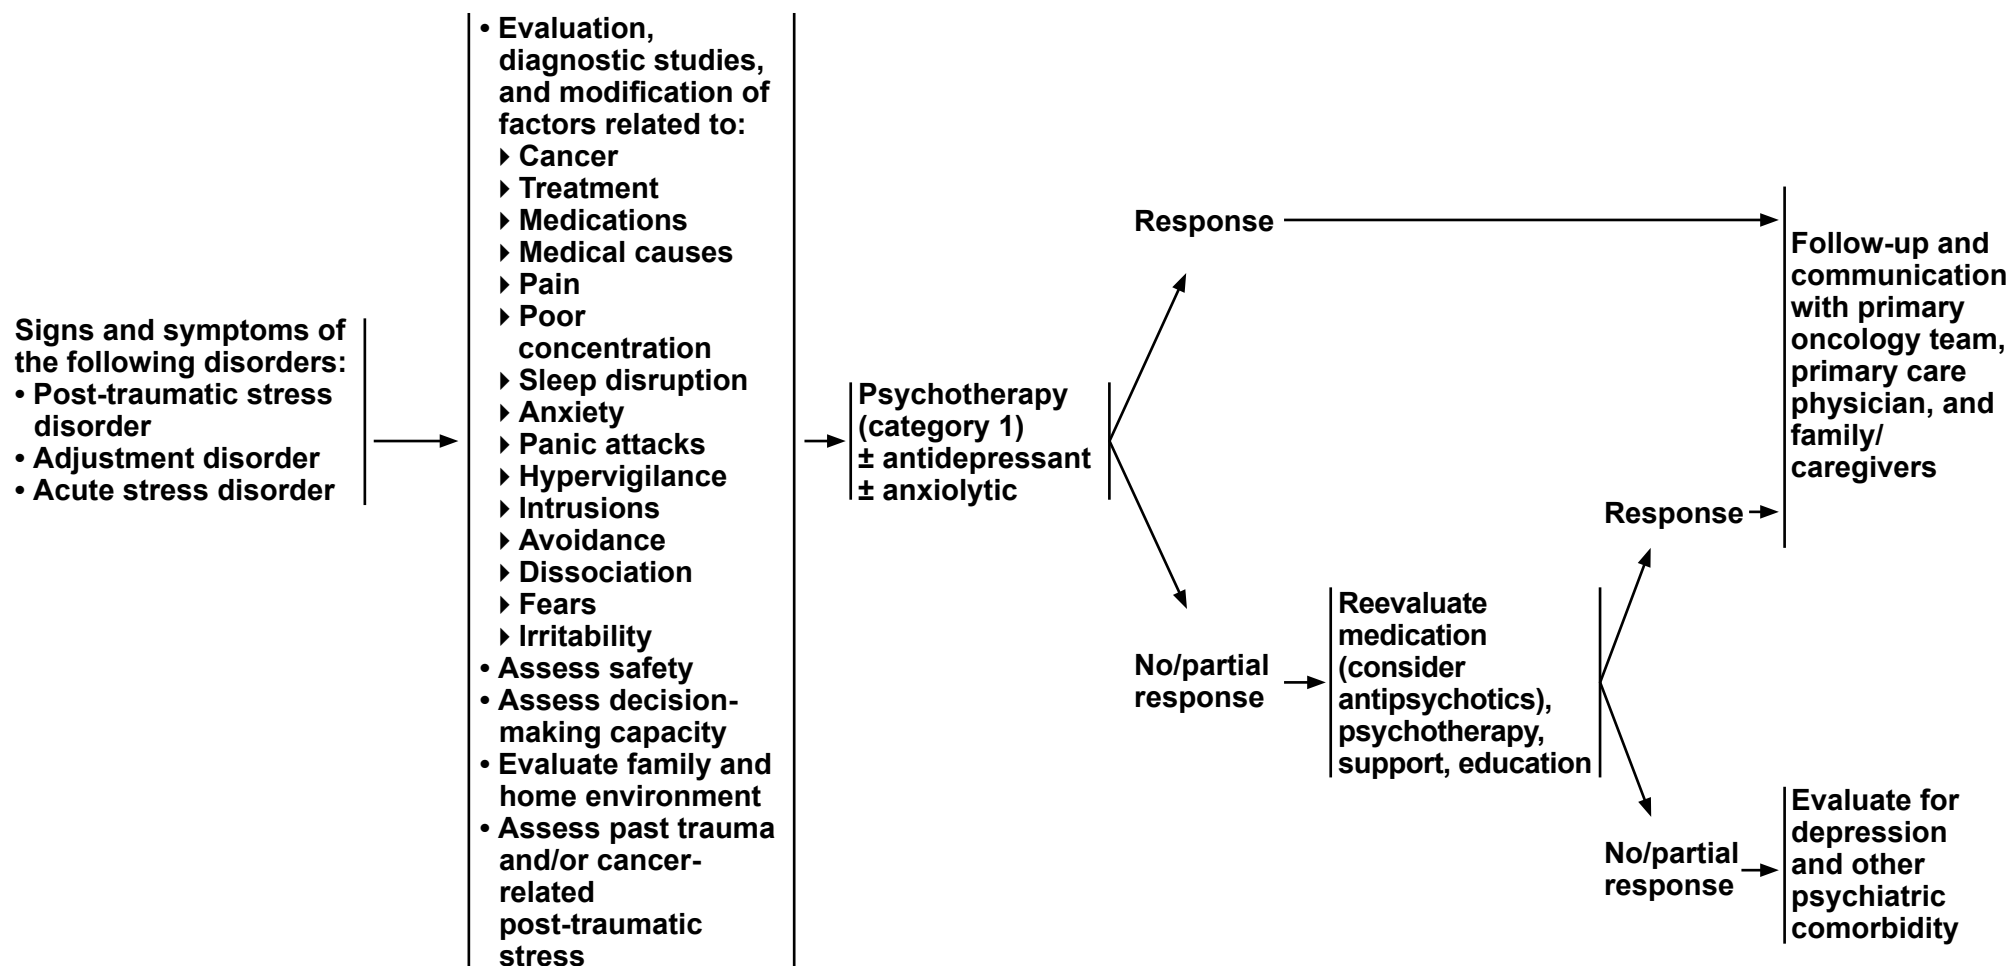 Signs and symptoms of
the following disorders:
• Post-traumatic stress
disorder
• Adjustment disorder
• Acute stress disorder
• Evaluation,
diagnostic studies,
and modification of
factors related to:
▸ Cancer
▸ Treatment
▸ Medications
▸ Medical causes
▸ Pain
▸ Poor
concentration
▸ Sleep disruption
▸ Anxiety
▸ Panic attacks
▸ Hypervigilance
▸ Intrusions
▸ Avoidance
▸ Dissociation
▸ Fears
▸ Irritability
• Assess safety
• Assess decision-
making capacity
• Evaluate family and
home environment
• Assess past trauma
and/or cancer-
related
post-traumatic
stress
Psychotherapy
(category 1)
± antidepressant
± anxiolytic
Response
No/partial
response
Reevaluate
medication
(consider
antipsychotics),
psychotherapy,
support, education
Response
No/partial
response
Follow-up and
communication
with primary
oncology team,
primary care
physician, and
family/
caregivers
Evaluate for
depression
and other
psychiatric
comorbidity